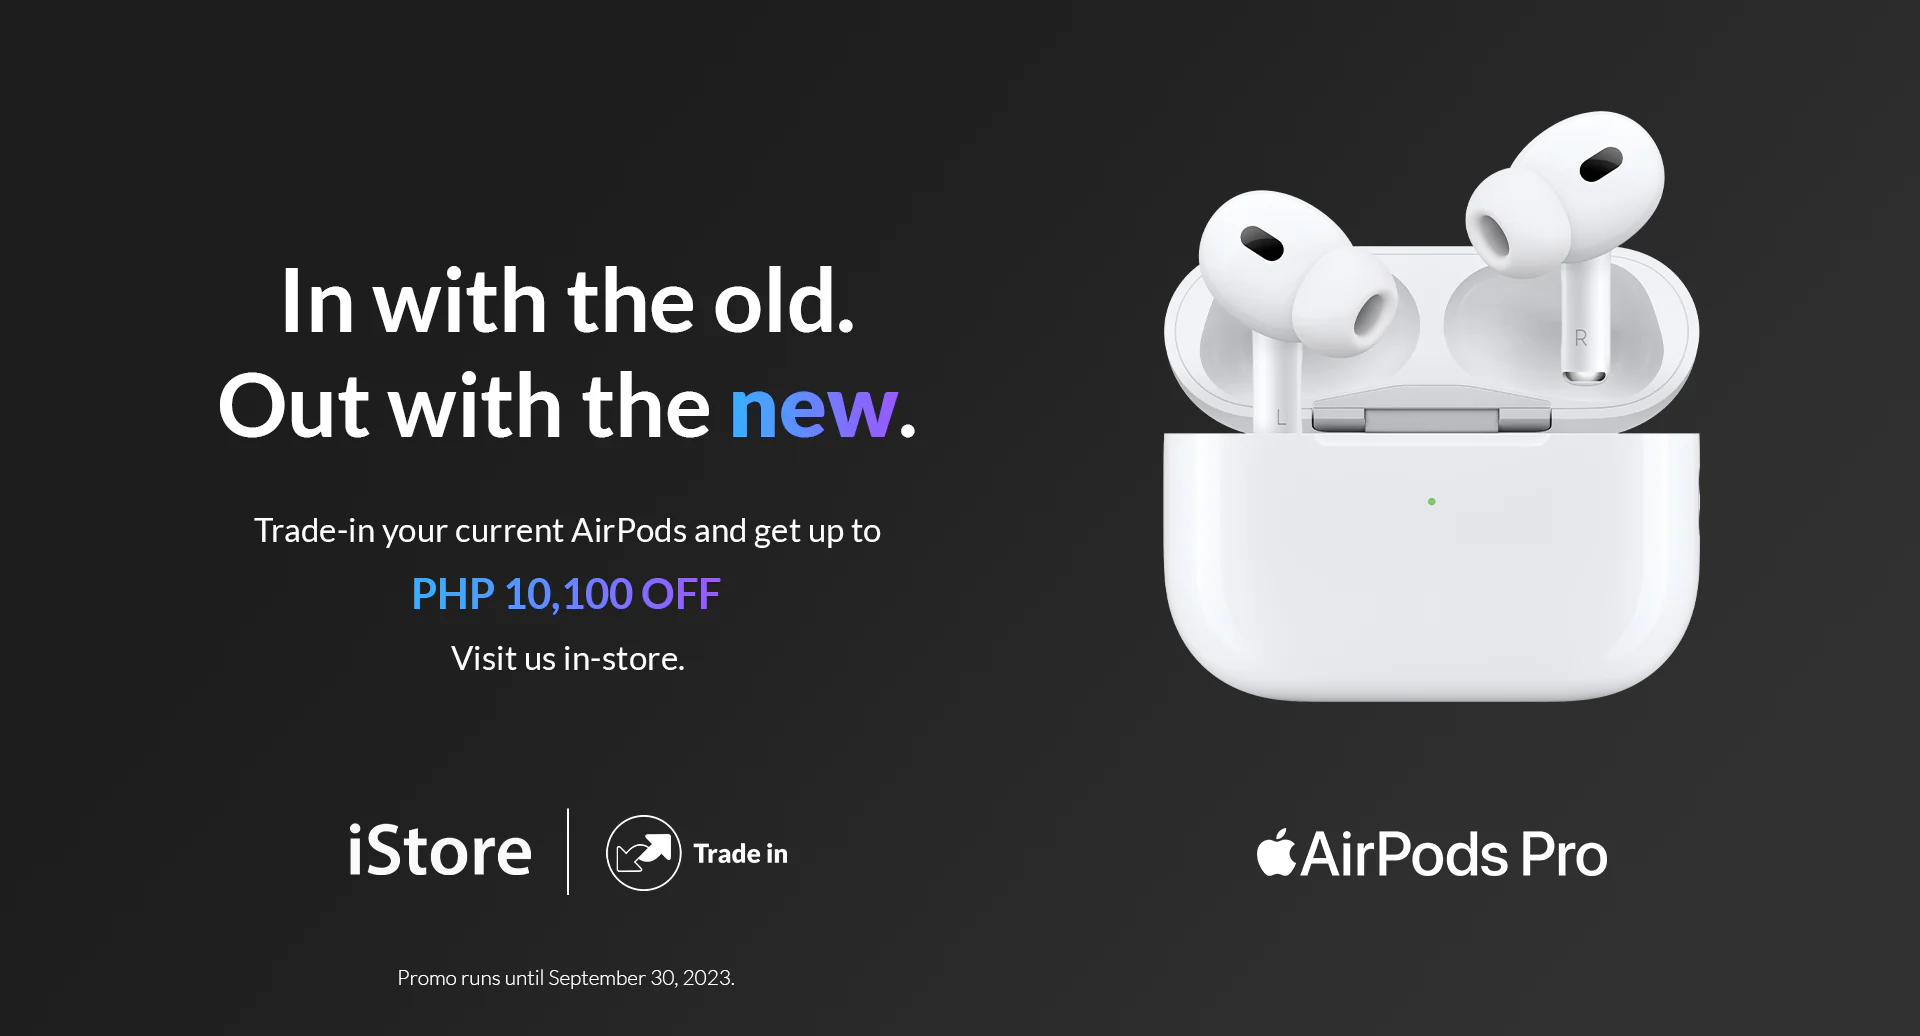 In with the old.
Out with the new.
Trade-in your current AirPods and get up to
PHP 10,100 OFF
Visit us in-store.
iStore
Trade in
Promo runs until September 30, 2023.
L
R
AirPods Pro